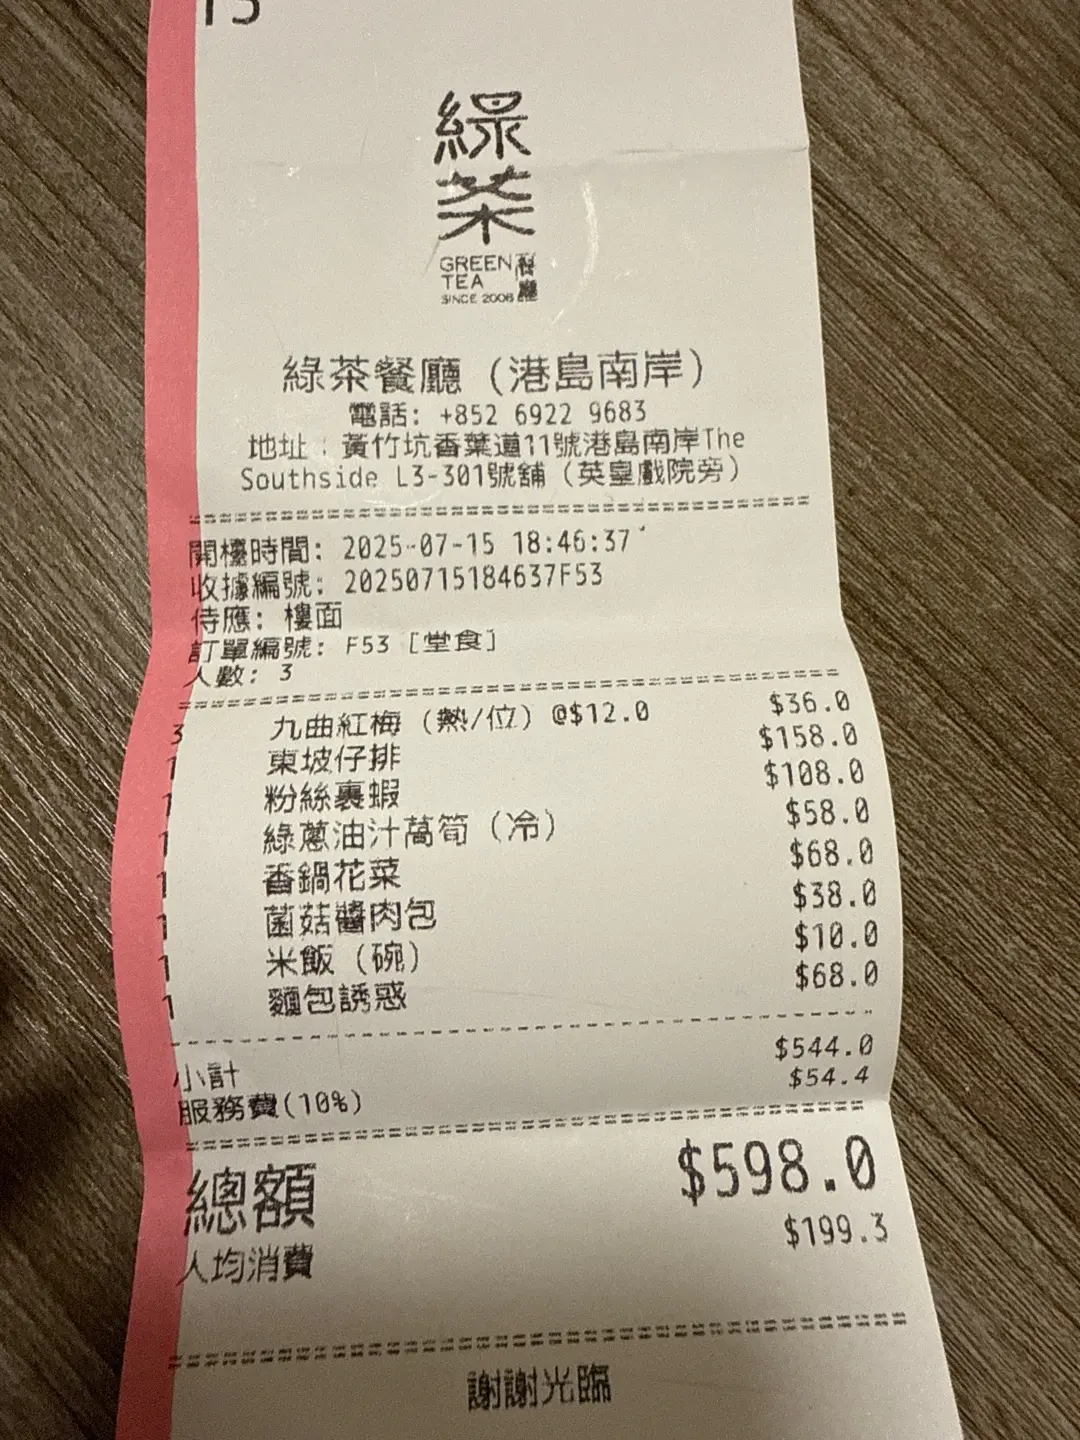 綠
茶
GREEN 餐
TEA 廳
SINCE 2008
綠茶餐廳（港島南岸）
電話: +852 6922 9683
地址：黃竹坑香葉道11號港島南岸The
Southside L3-301號舖（英皇戲院旁）
開檯時間: 2025-07-15 18:46:37
收據編號: 20250715184637F53
侍應: 樓面
訂單編號: F53 [堂食]
人數: 3
3 九曲紅梅（熱/位）@$12.0 $36.0
1 東坡仔排 $158.0
1 粉絲裹蝦 $108.0
1 綠蔥油汁萵筍（冷） $58.0
1 香鍋花菜 $68.0
1 菌菇醬肉包 $38.0
1 米飯（碗） $10.0
1 麵包誘惑 $68.0
小計 $544.0
服務費(10%) $54.4
總額 $598.0
人均消費 $199.3
謝謝光臨